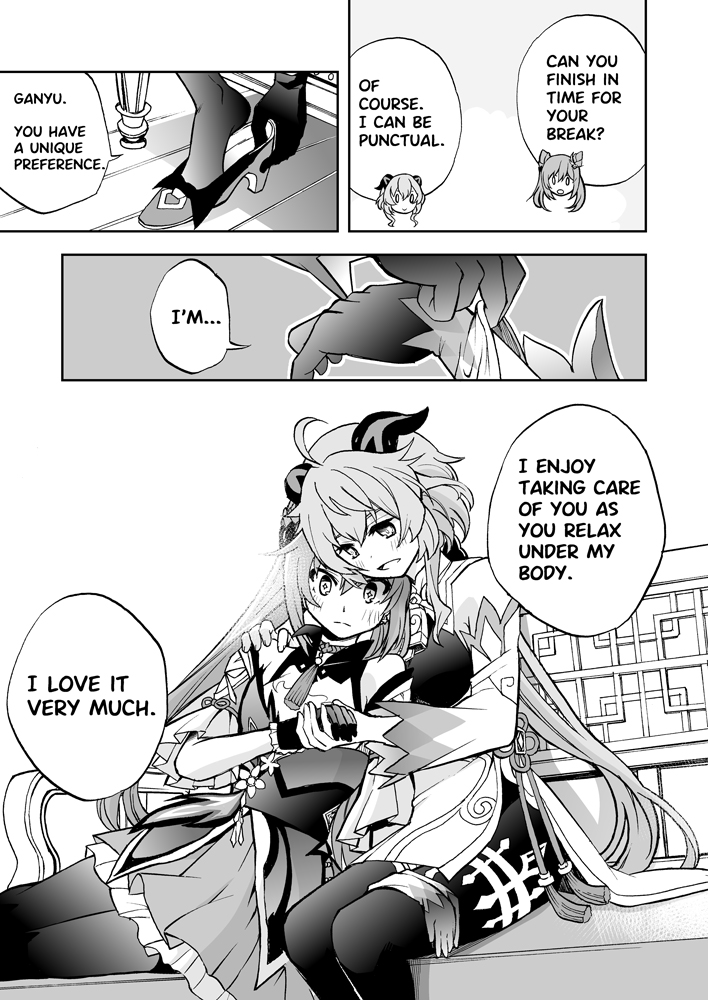 CAN YOU
FINISH IN
TIME FOR
YOUR
BREAK?
OF
COURSE.
I CAN BE
PUNCTUAL.
GANYU.
YOU HAVE
A UNIQUE
PREFERENCE.
I'M...
I ENJOY
TAKING CARE
OF YOU AS
YOU RELAX
UNDER MY
BODY.
I LOVE IT
VERY MUCH.